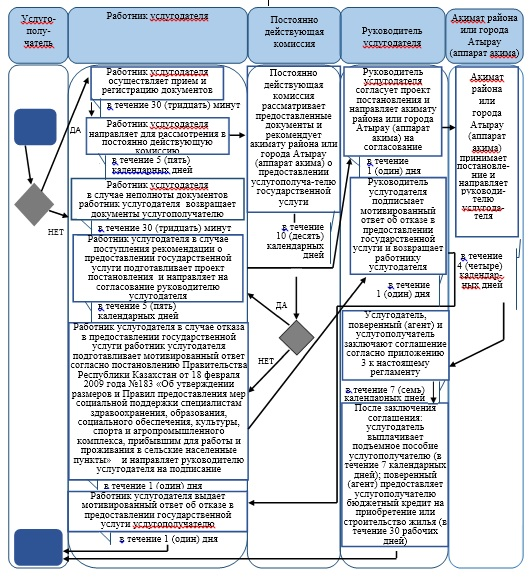 Услуго-
полу-
чатель
Работник услугодателя
Постоянно
действующая
комиссия
Руководитель
услугодателя
Акимат района
или города
Атырау
(аппарат акима)
Работник услугодателя
осуществляет прием и
регистрацию документов
в течение 30 (тридцать) минут
ДА
Работник услугодателя
направляет для рассмотрения в
постоянно действующую
комиссию
в течение 5 (пять)
календарных дней
Работник услугодателя
в случае неполноты документов
работник услугодателя возвращает
документы услугополучателю
НЕТ
в течение 30 (тридцать) минут
Работник услугодателя в случае
поступления рекомендации о
предоставлении государственной
услуги подготавливает проект
постановления и направляет на
согласование руководителю
услугодателя
в течение 5 (пять)
календарных дней
Работник услугодателя в случае отказа
в предоставлении государственной
услуги работник услугодателя
подготавливает мотивированный ответ
согласно постановлению Правительства
Республики Казахстан от 18 февраля
2009 года №183 «Об утверждении
размеров и Правил предоставления мер
социальной поддержки специалистам
здравоохранения, образования,
социального обеспечения, культуры,
спорта и агропромышленного
комплекса, прибывшим для работы и
проживания в сельские населенные
пункты» и направляет руководителю
услугодателя на подписание
в течение 1 (один) дня
Работник услугодателя выдает
мотивированный ответ об отказе в
предоставлении государственной
услуги услугополучателю
в течение 1 (один) дня
Постоянно
действующая
комиссия
рассматривает
предоставленные
документы и
рекомендует
акимату района или
города Атырау
(аппарат акима) о
предоставлении
услугополуча-телю
государственной
услуги
в течение
10 (десять)
календарных
дней
ДА
НЕТ
Руководитель
услугодателя
согласует проект
постановления и
направляет акимату
района или города
Атырау (аппарат
акима) на
согласование
в течение
1 (один) дня
Руководитель
услугодателя
подписывает
мотивированный
ответ об отказе в
предоставлении
государственной
услуги и возвращает
работнику
услугодателя
в течение
1 (один) дня
Услугодатель,
поверенный (агент) и
услугополучатель
заключают соглашение
согласно приложению
3 к настоящему
регламенту
в течение 7 (семь)
календарных дней
После заключения
соглашения:
услугодатель
выплачивает
подъемное пособие
услугополучателю (в
течение 7 календарных
дней); поверенный
(агент) предоставляет
услугополучателю
бюджетный кредит на
приобретение или
строительство жилья (в
течение 30 рабочих
дней)
Акимат
района
или
города
Атырау
(аппарат
акима)
принимает
постановле-
ние и
направляет
руководи-
телю
услугода-
теля
в течение
4 (четыре)
календар-
ных дней